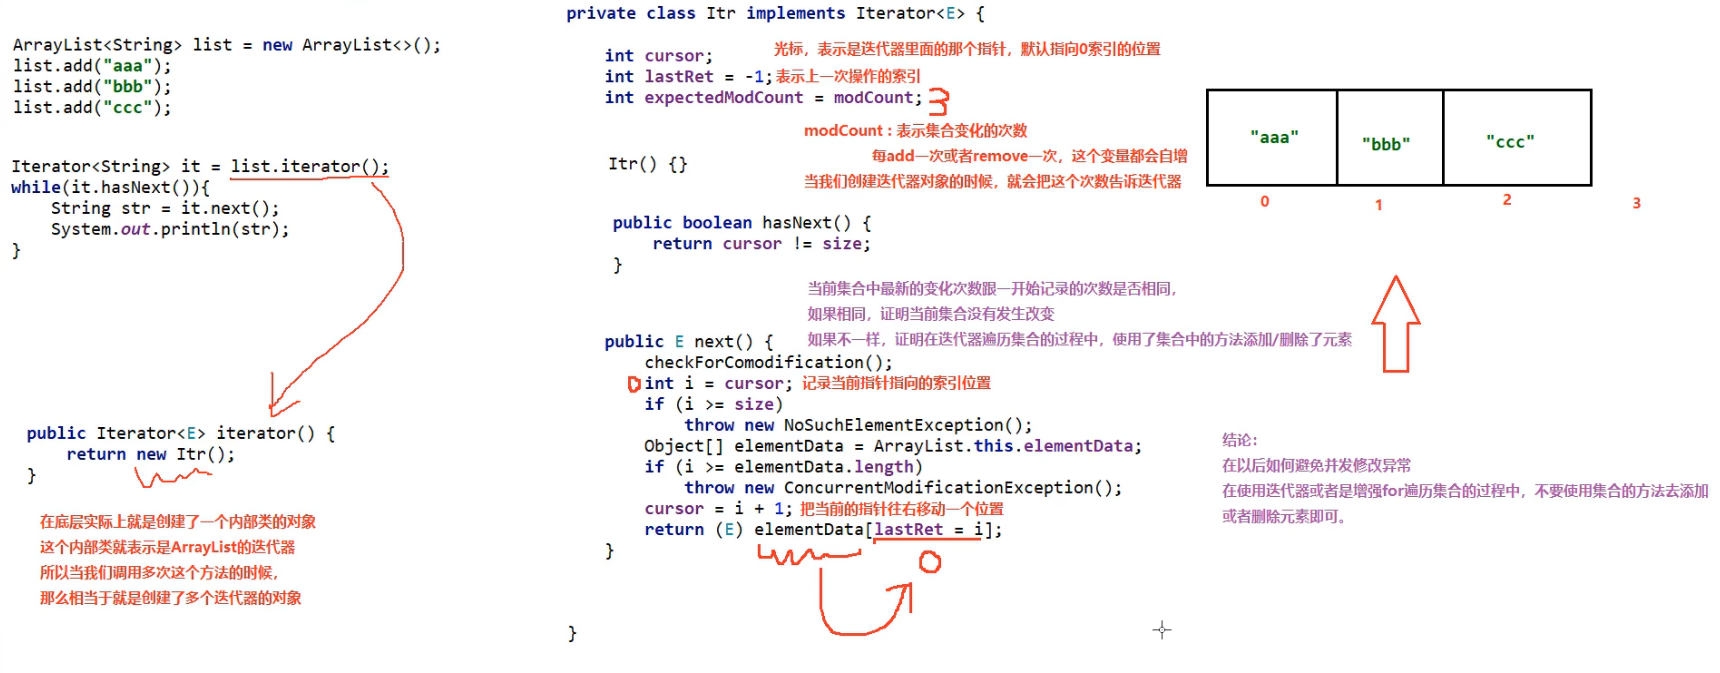 ArrayList<String> list = new ArrayList<>();
list.add("aaa");
list.add("bbb");
list.add("ccc");
Iterator<String> it = list.iterator();
while(it.hasNext()){
String str = it.next();
System.out.println(str);
}
public Iterator<E> iterator() {
return new Itr();
}
在底层实际上就是创建了一个内部类的对象
这个内部类就表示是ArrayList的迭代器
所以当我们调用多次这个方法的时候，
那么相当于就是创建了多个迭代器的对象
private class Itr implements Iterator<E> {
int cursor; 光标，表示是迭代器里面的那个指针，默认指向0索引的位置
int lastRet = -1; 表示上一次操作的索引
int expectedModCount = modCount; 3
modCount：表示集合变化的次数
每add一次或者remove一次，这个变量都会自增
Itr() {}
当我们创建迭代器对象的时候，就会把这个次数告诉迭代器
public boolean hasNext() {
return cursor != size;
}
当前集合中最新的变化次数跟一开始记录的次数是否相同，
如果相同，证明当前集合没有发生改变
如果不一样，证明在迭代器遍历集合的过程中，使用了集合中的方法添加/删除了元素
public E next() {
checkForComodification();
0 int i = cursor; 记录当前指针指向的索引位置
if (i >= size)
throw new NoSuchElementException();
Object[] elementData = ArrayList.this.elementData;
if (i >= elementData.length)
throw new ConcurrentModificationException();
cursor = i + 1; 把当前的指针往右移动一个位置
return (E) elementData[lastRet = i];
}
0
}
"aaa" "bbb" "ccc"
0 1 2 3
结论：
在以后如何避免并发修改异常
在使用迭代器或者是增强for遍历集合的过程中，不要使用集合的方法去添加
或者删除元素即可。